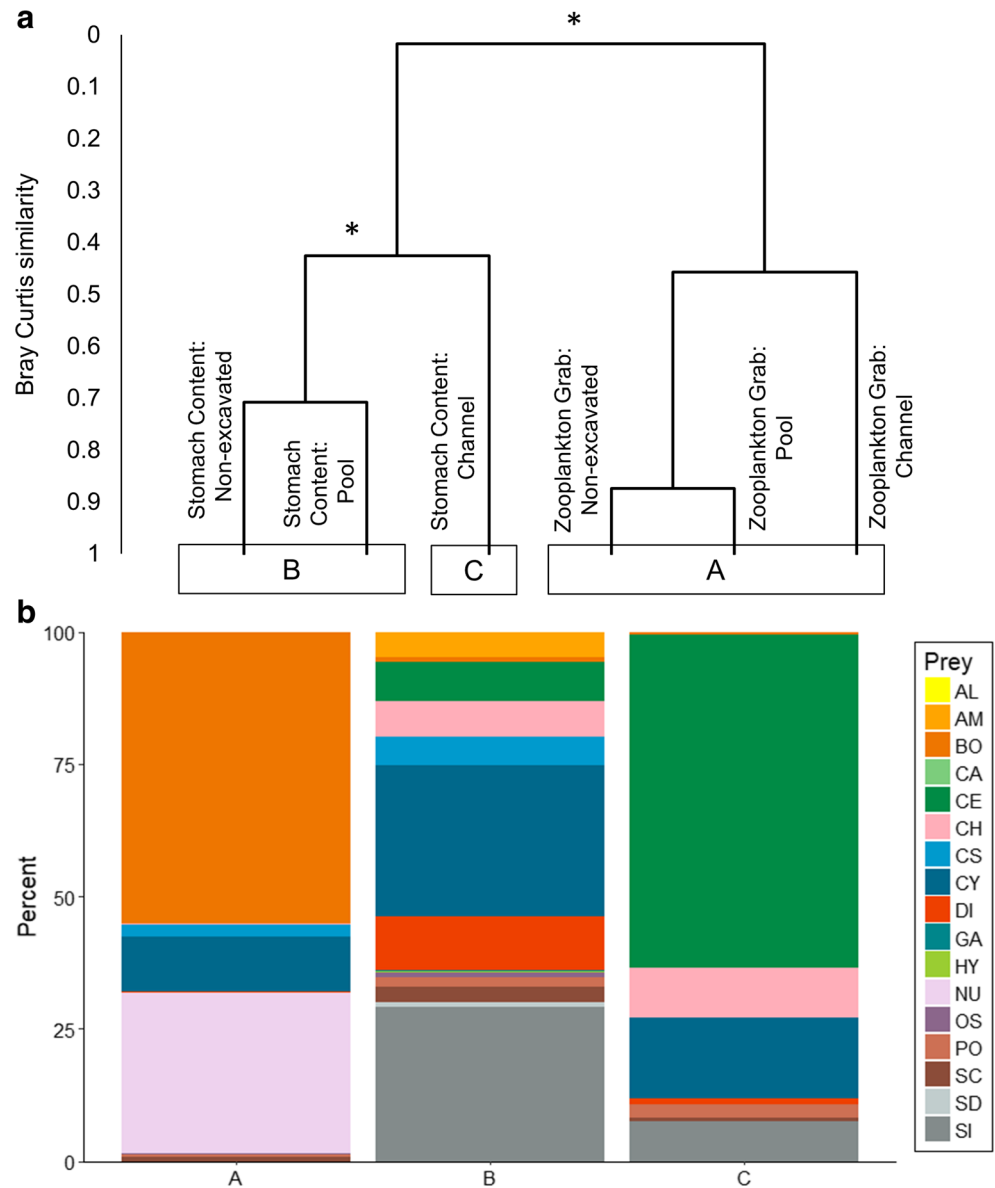 a
*
0
0.1
0.2
0.3
0.4
0.5
0.6
0.7
0.8
0.9
1
Bray Curtis similarity
*
Stomach Content:
Non-excavated
Stomach
Content:
Pool
Stomach Content:
Channel
Zooplankton Grab:
Non-excavated
Zooplankton Grab:
Pool
Zooplankton Grab:
Channel
B
C
A
b
100
75
50
25
0
Percent
A
B
C
Prey
AL
AM
BO
CA
CE
CH
CS
CY
DI
GA
HY
NU
OS
PO
SC
SD
SI